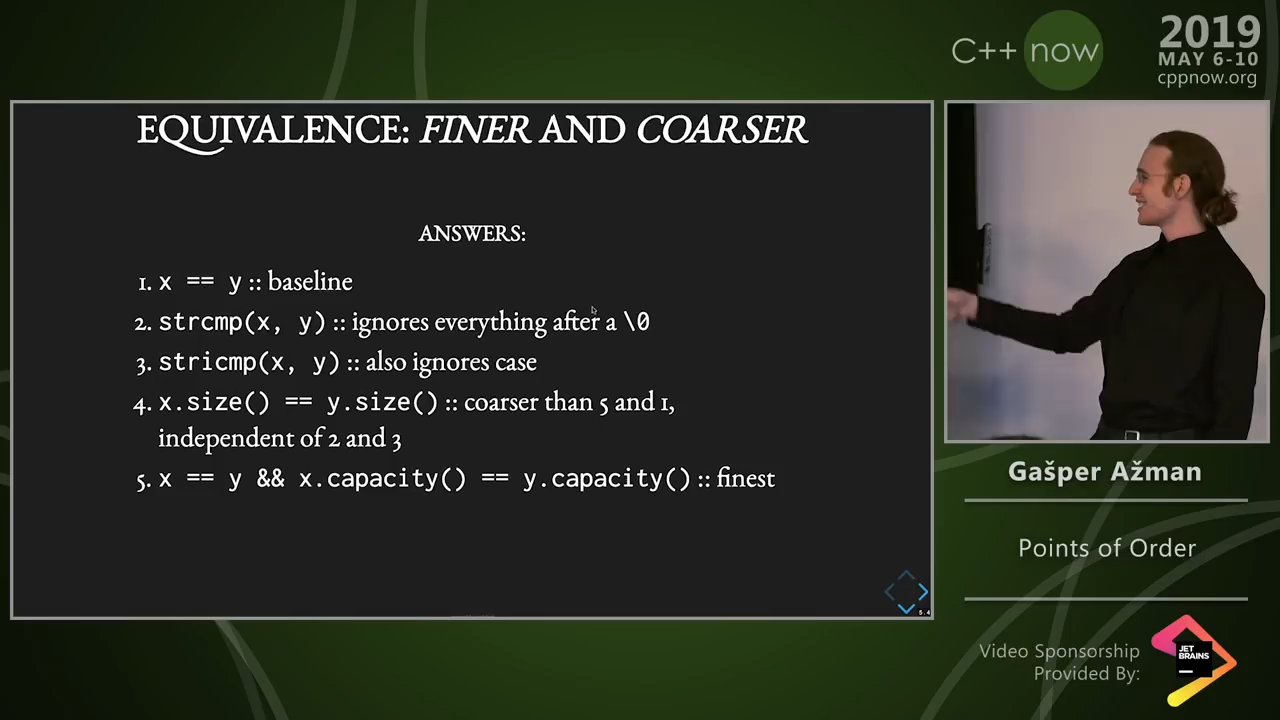 C++ now
2019
MAY 6-10
cppnow.org
EQUIVALENCE: FINER AND COARSER
ANSWERS:
1. x == y :: baseline
2. strcmp(x, y) :: ignores everything after a \0
3. stricmp(x, y) :: also ignores case
4. x.size() == y.size() :: coarser than 5 and 1,
independent of 2 and 3
5. x == y && x.capacity() == y.capacity() :: finest
5.4
Gašper Ažman
Points of Order
Video Sponsorship
Provided By:
JET
BRAINS